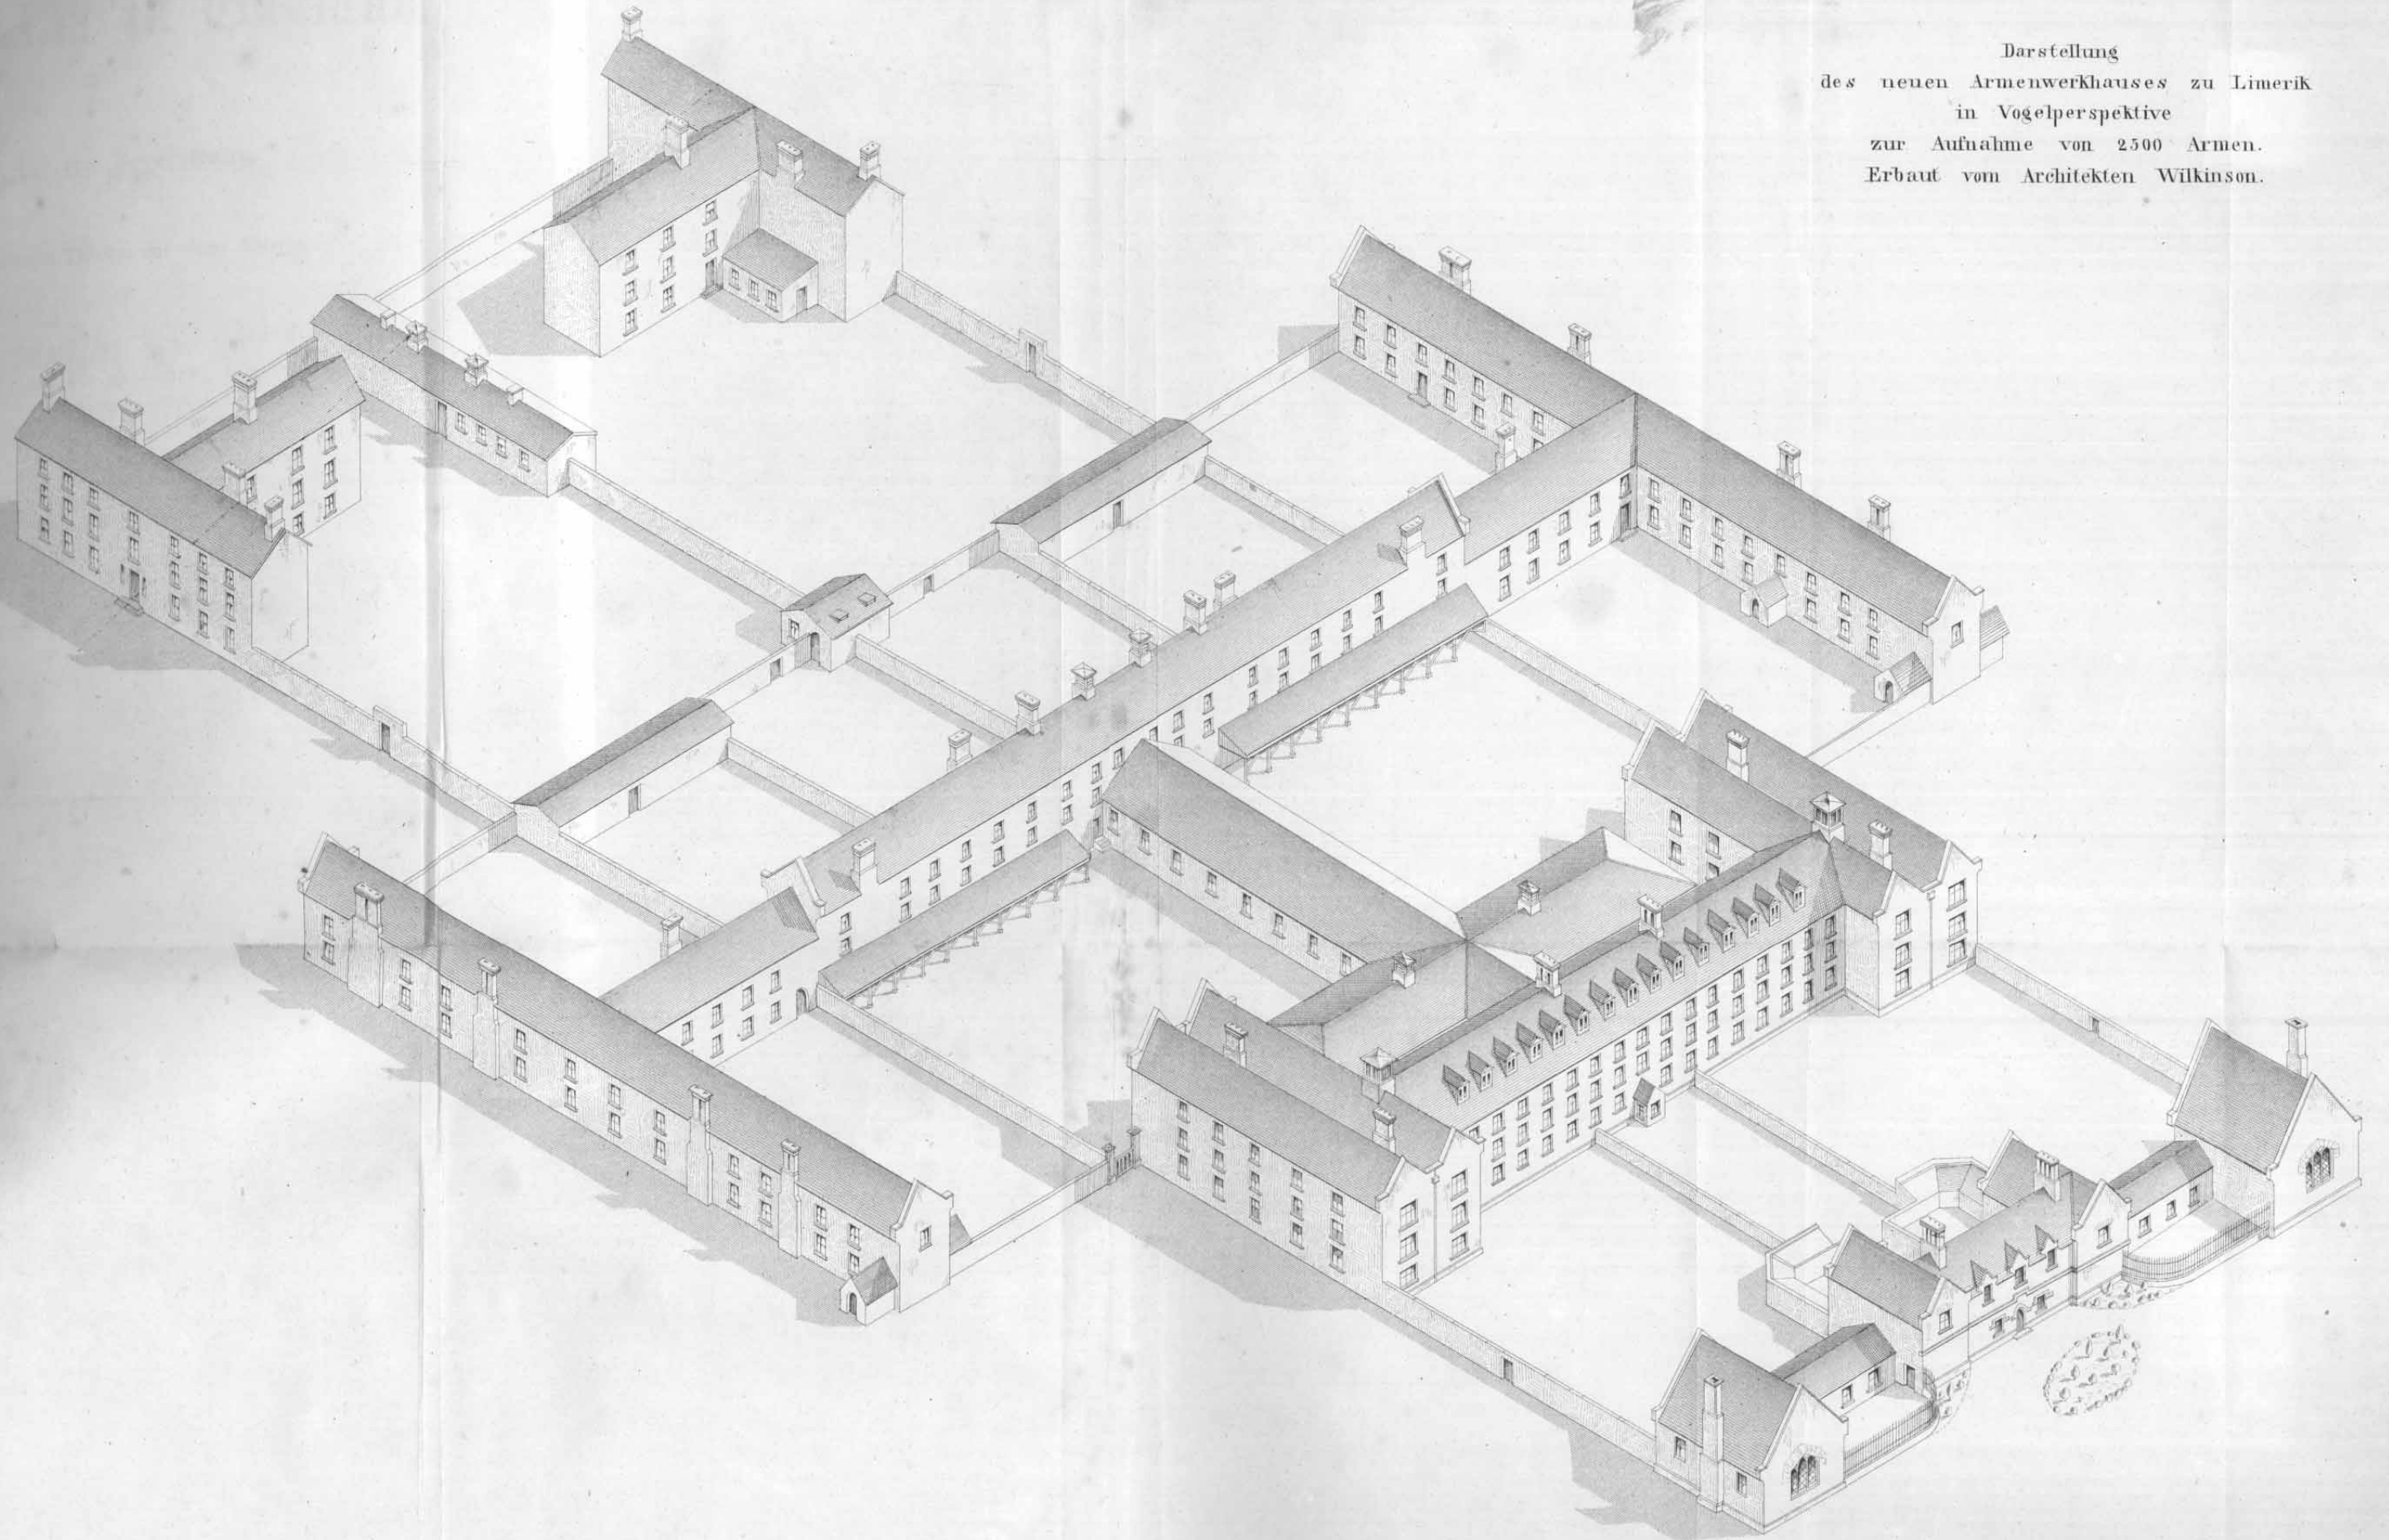 Darstellung
des neuen Armenwerkhauses zu Limerik
in Vogelperspektive
zur Aufnahme von 2500 Armen.
Erbaut vom Architekten Wilkinson.